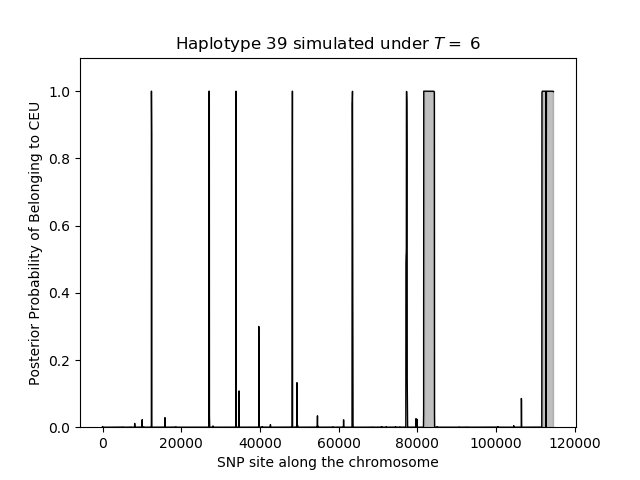 Haplotype 39 simulated under T = 6
Posterior Probability of Belonging to CEU
1.0
0.8
0.6
0.4
0.2
0.0
0 20000 40000 60000 80000 100000 120000
SNP site along the chromosome